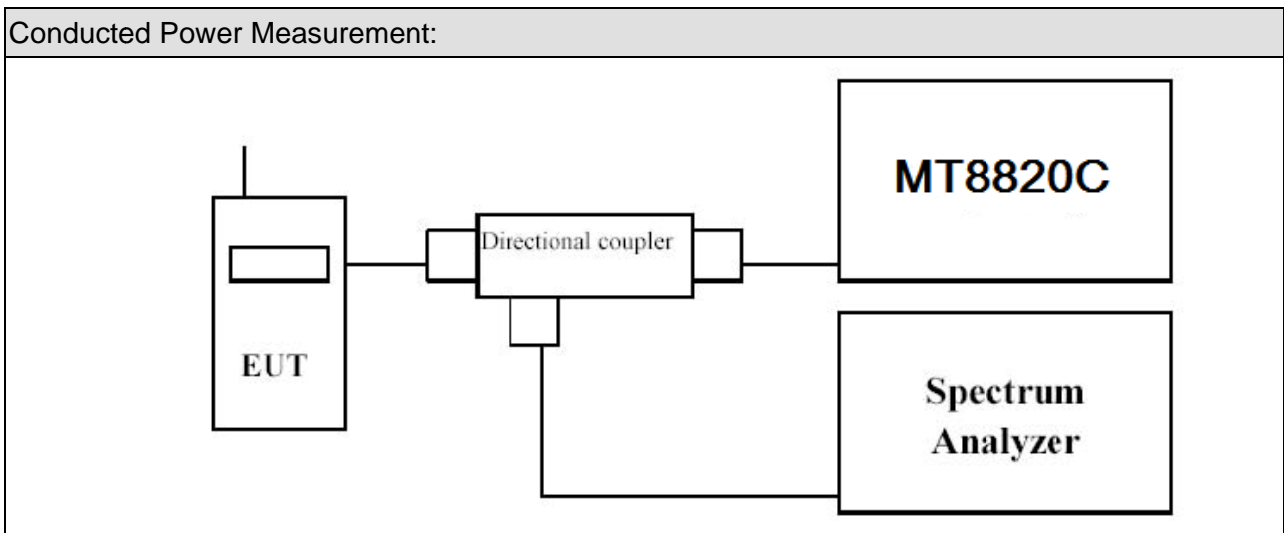 Conducted Power Measurement:
MT8820C
Directional coupler
EUT
Spectrum
Analyzer